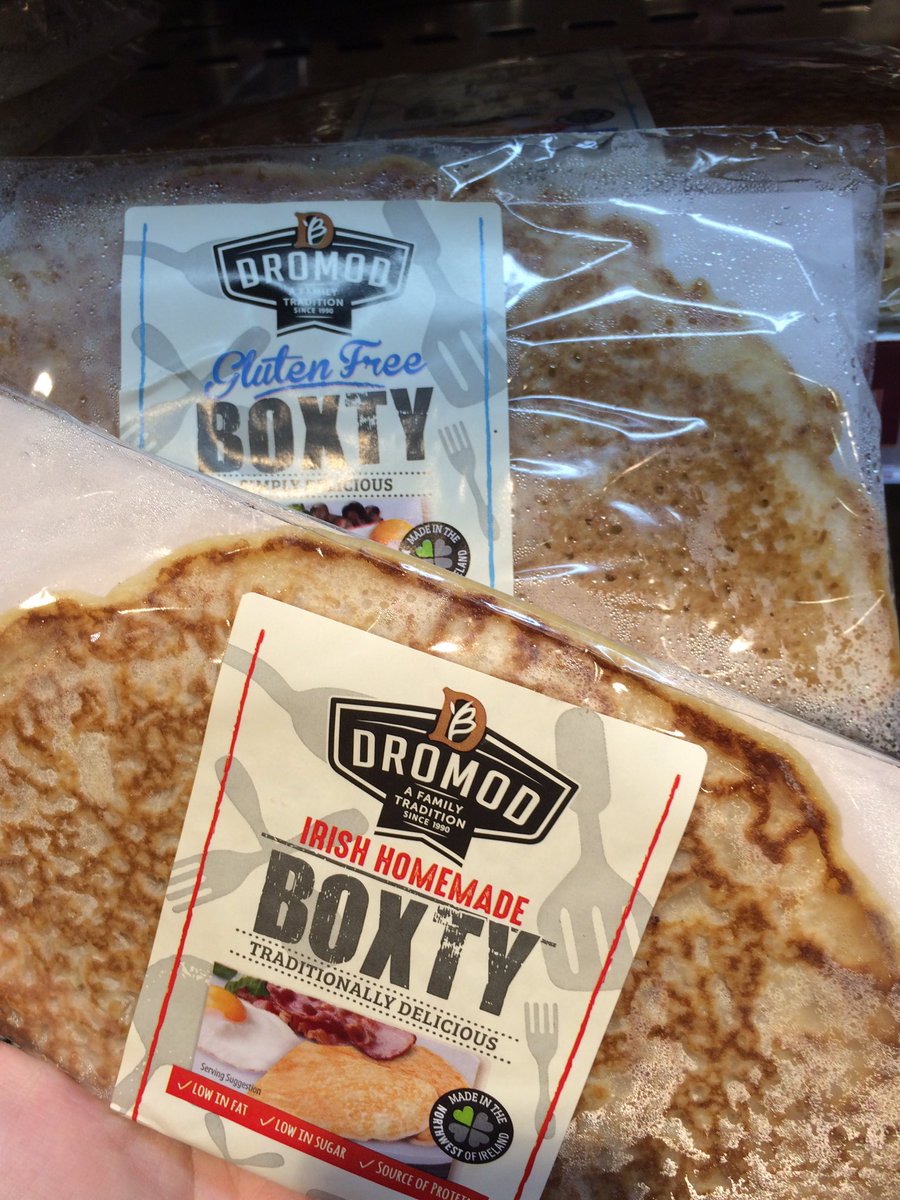 DB
DROMOD
A FAMILY
TRADITION
SINCE 1990
Gluten Free
BOXTY
SIMPLY DELICIOUS
MADE IN THE
DB
DROMOD
A FAMILY
TRADITION
SINCE 1990
IRISH HOMEMADE
BOXTY
TRADITIONALLY DELICIOUS
Serving Suggestion
✓ LOW IN FAT ✓ LOW IN SUGAR ✓ SOURCE OF PROTEIN
MADE IN THE
NORTHWEST OF IRELAND